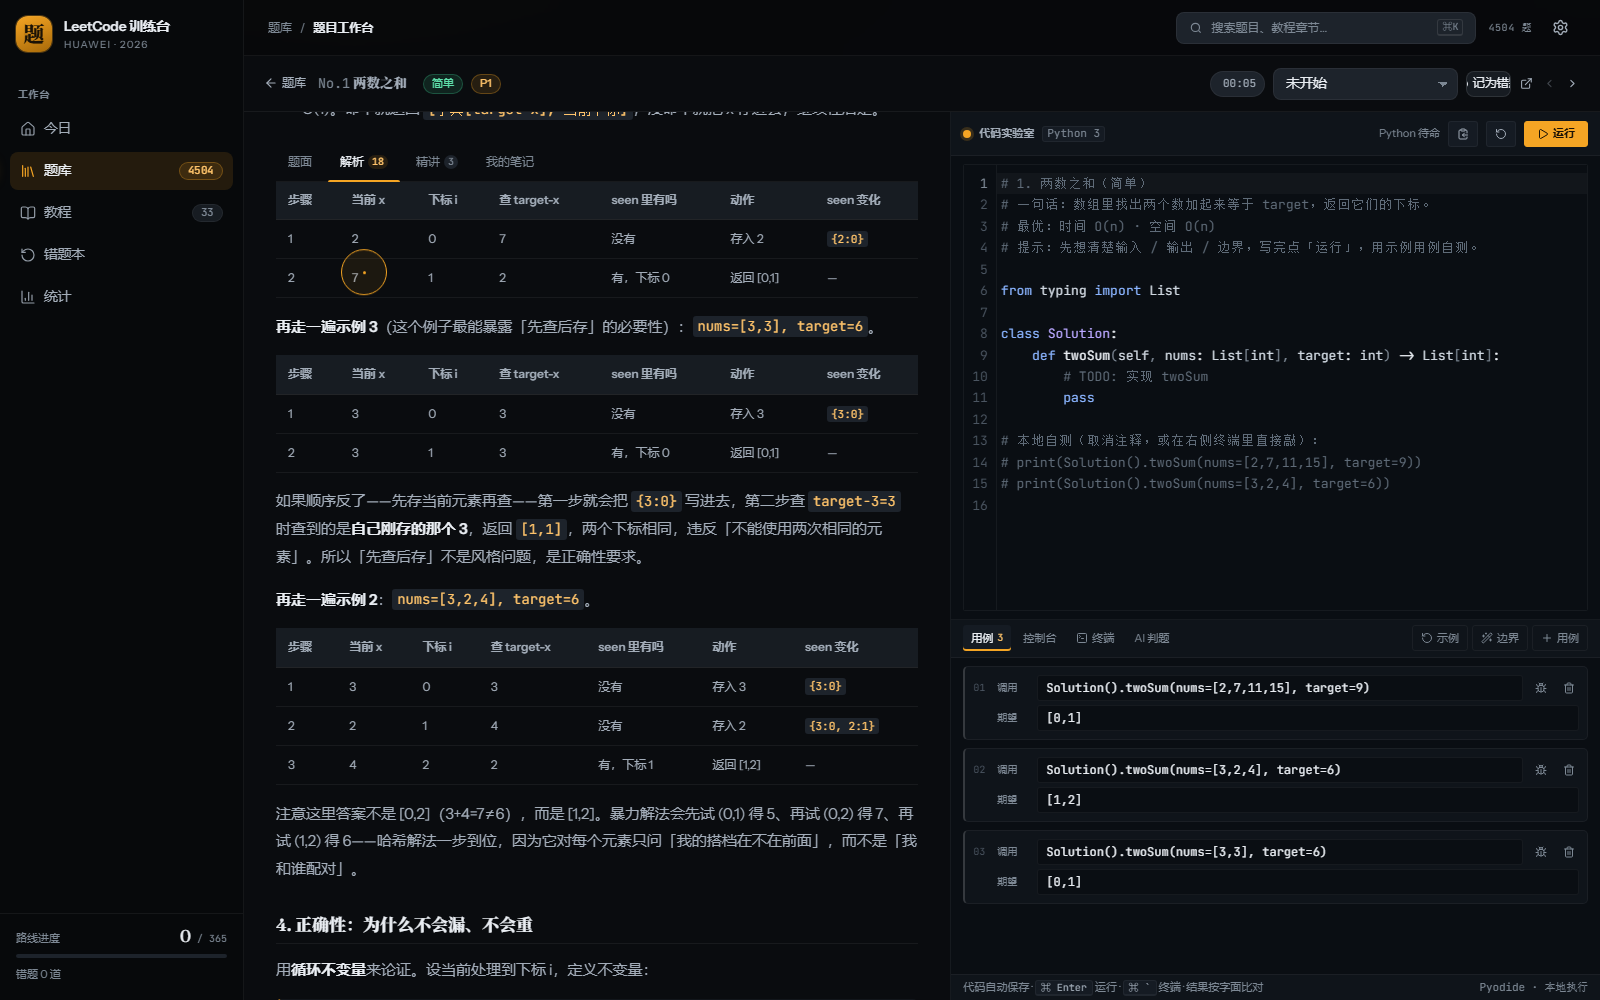 题
LeetCode 训练台
HUAWEI · 2026
工作台
今日
题库 4504
教程 33
错题本
统计
路线进度 0 / 365
错题 0 道
题库 / 题目工作台
搜索题目、教程章节… ⌘K
4504 题
题库 No.1 两数之和 简单 P1
00:05 未开始 记为错
题面 解析 18 精讲 3 我的笔记
步骤 当前 x 下标 i 查 target-x seen 里有吗 动作 seen 变化
1 2 0 7 没有 存入 2 {2:0}
2 7 1 2 有，下标 0 返回 [0,1] —
再走一遍示例 3（这个例子最能暴露「先查后存」的必要性）：nums=[3,3], target=6。
步骤 当前 x 下标 i 查 target-x seen 里有吗 动作 seen 变化
1 3 0 3 没有 存入 3 {3:0}
2 3 1 3 有，下标 0 返回 [0,1] —
如果顺序反了——先存当前元素再查——第一步就会把 {3:0} 写进去，第二步查 target-3=3
时查到的是自己刚存的那个 3，返回 [1,1]，两个下标相同，违反「不能使用两次相同的元
素」。所以「先查后存」不是风格问题，是正确性要求。
再走一遍示例 2：nums=[3,2,4], target=6。
步骤 当前 x 下标 i 查 target-x seen 里有吗 动作 seen 变化
1 3 0 3 没有 存入 3 {3:0}
2 2 1 4 没有 存入 2 {3:0, 2:1}
3 4 2 2 有，下标 1 返回 [1,2] —
注意这里答案不是 [0,2]（3+4=7≠6），而是 [1,2]。暴力解法会先试 (0,1) 得 5、再试 (0,2) 得 7、再
试 (1,2) 得 6——哈希解法一步到位，因为它对每个元素只问「我的搭档在不在前面」，而不是「我
和谁配对」。
4. 正确性：为什么不会漏、不会重
用循环不变量来论证。设当前处理到下标 i，定义不变量：
代码实验室 Python 3
Python 待命 运行
1 # 1. 两数之和（简单）
2 # 一句话：数组里找出两个数加起来等于 target，返回它们的下标。
3 # 最优：时间 O(n) · 空间 O(n)
4 # 提示：先想清楚输入 / 输出 / 边界，写完点「运行」，用示例用例自测。
5
6 from typing import List
7
8 class Solution:
9 def twoSum(self, nums: List[int], target: int) -> List[int]:
10 # TODO: 实现 twoSum
11 pass
12
13 # 本地自测（取消注释，或在右侧终端里直接敲）：
14 # print(Solution().twoSum(nums=[2,7,11,15], target=9))
15 # print(Solution().twoSum(nums=[3,2,4], target=6))
16
用例 3 控制台 终端 AI 判题
示例 边界 用例
01 调用 Solution().twoSum(nums=[2,7,11,15], target=9)
期望 [0,1]
02 调用 Solution().twoSum(nums=[3,2,4], target=6)
期望 [1,2]
03 调用 Solution().twoSum(nums=[3,3], target=6)
期望 [0,1]
代码自动保存· ⌘ Enter 运行· ⌘ ` 终端·结果按字面比对
Pyodide · 本地执行